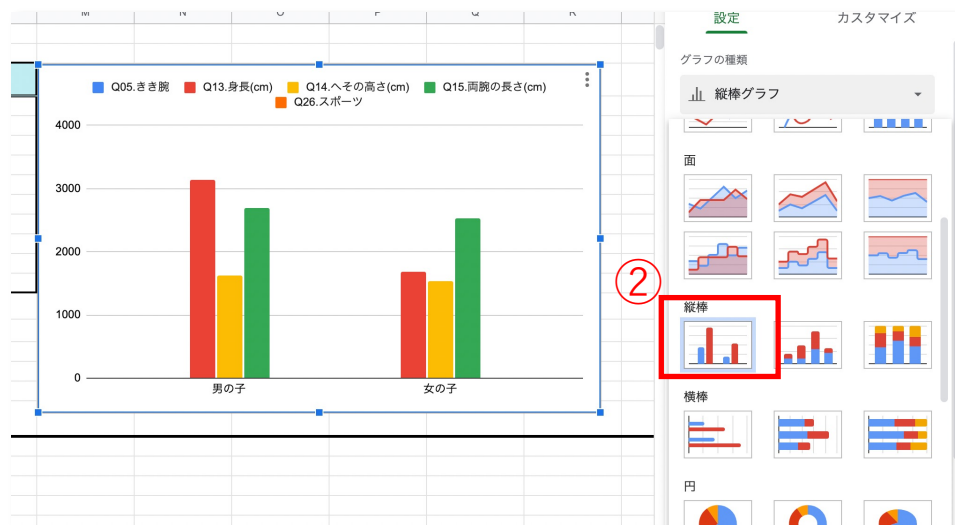 M N O P Q R
設定 カスタマイズ
グラフの種類
縦棒グラフ
Q05.きき腕 Q13.身長(cm) Q14.へその高さ(cm) Q15.両腕の長さ(cm)
Q26.スポーツ
4000
3000
2000
1000
0
男の子 女の子
②
面
縦棒
横棒
円